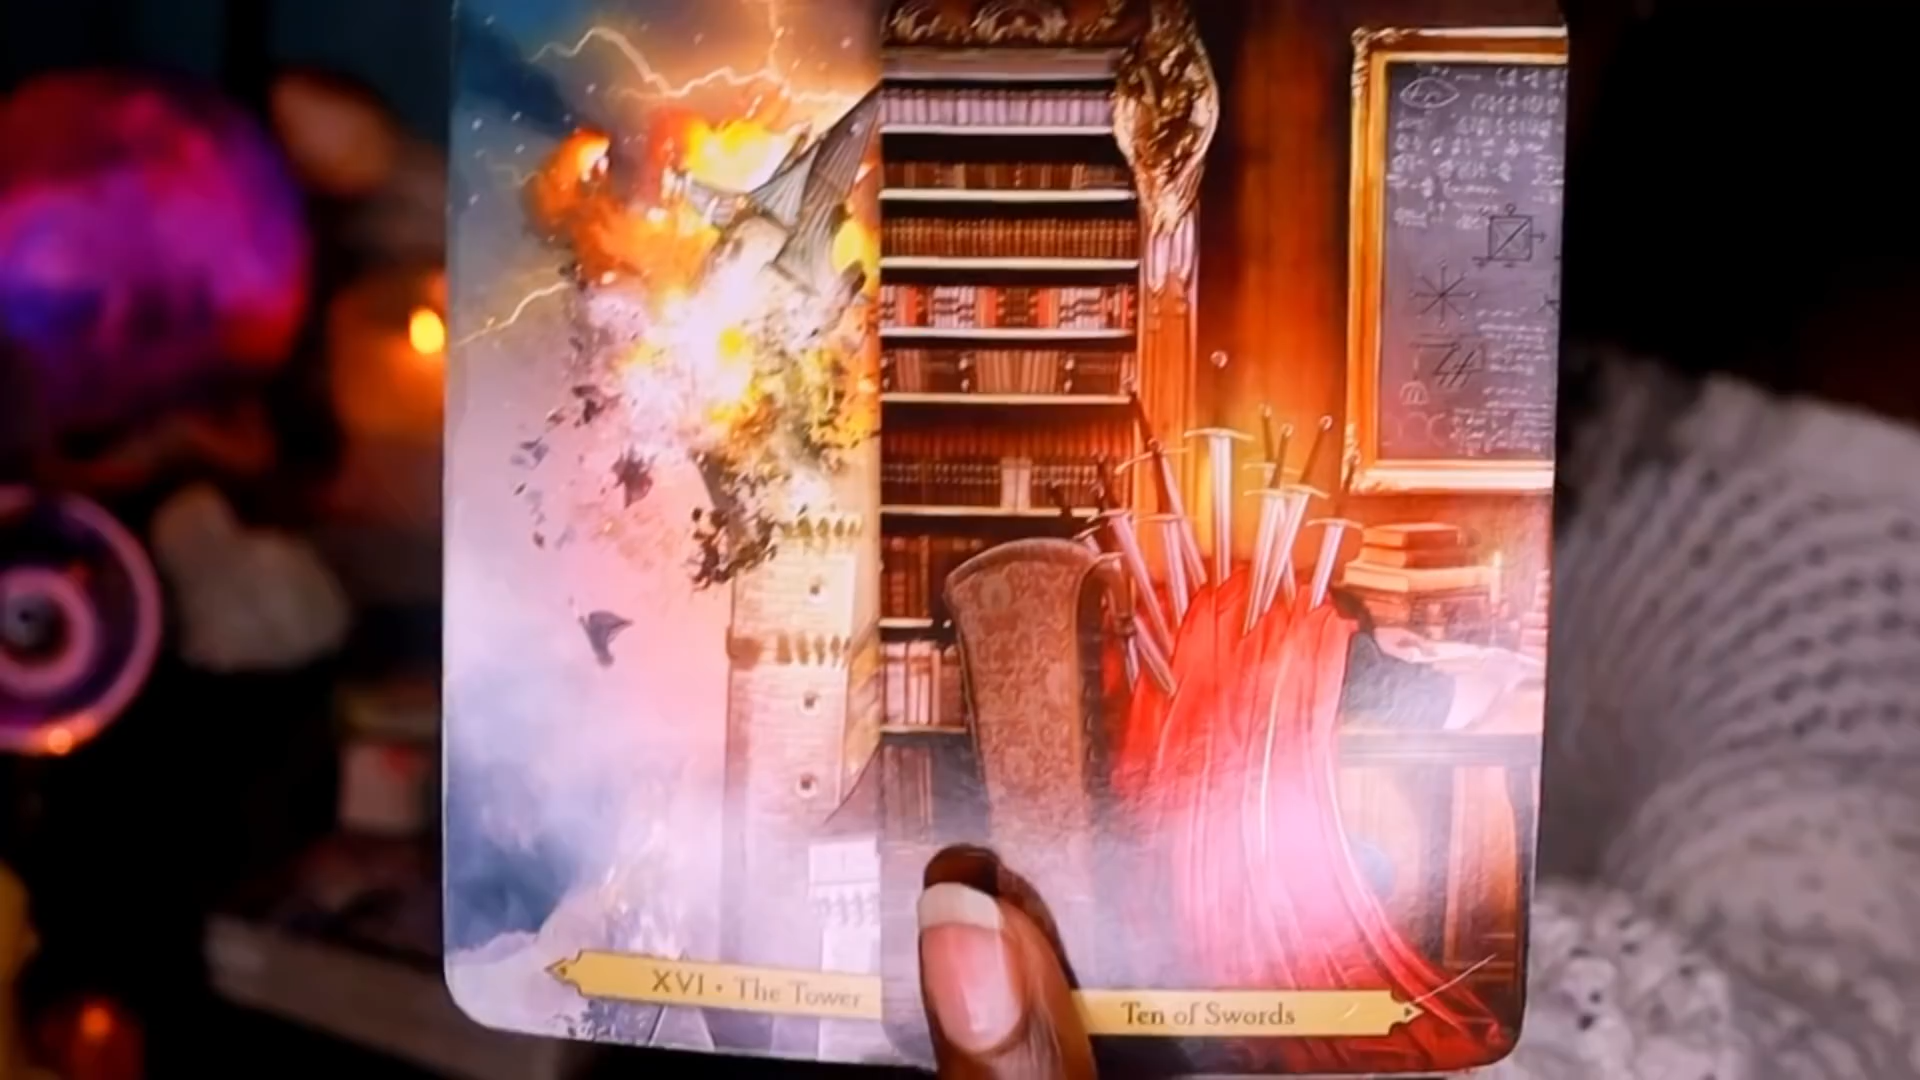 XVI • The Tower
Ten of Swords